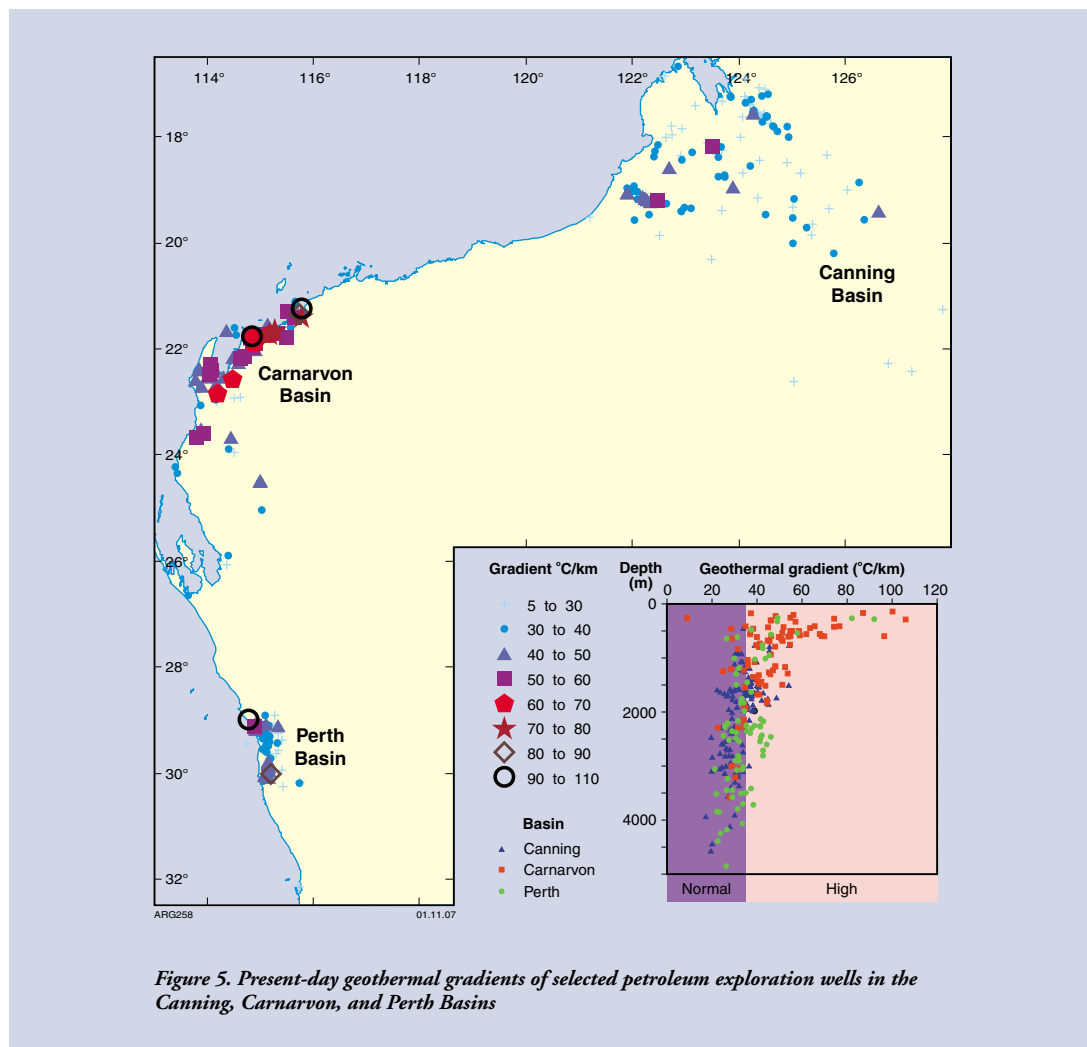 114° 116° 118° 120° 122° 124° 126°
18°
20°
22°
24°
26°
28°
30°
32°
Canning
Basin
Carnarvon
Basin
Perth
Basin
Gradient °C/km
5 to 30
30 to 40
40 to 50
50 to 60
60 to 70
70 to 80
80 to 90
90 to 110
Basin
Canning
Carnarvon
Perth
Depth
(m)
Geothermal gradient (°C/km)
0 20 40 60 80 100 120
0
2000
4000
Normal High
ARG258 01.11.07
Figure 5. Present-day geothermal gradients of selected petroleum exploration wells in the
Canning, Carnarvon, and Perth Basins